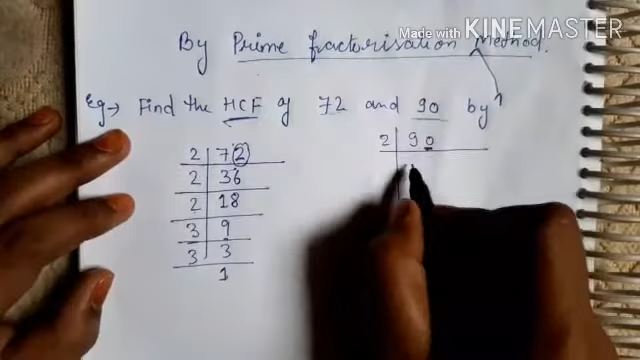 Made with KINEMASTER
By Prime fractorisation Method.
Eg→ Find the HCF of 72 and 90 by
2 | 72
2 | 36
2 | 18
3 | 9
3 | 3
1
2 | 90